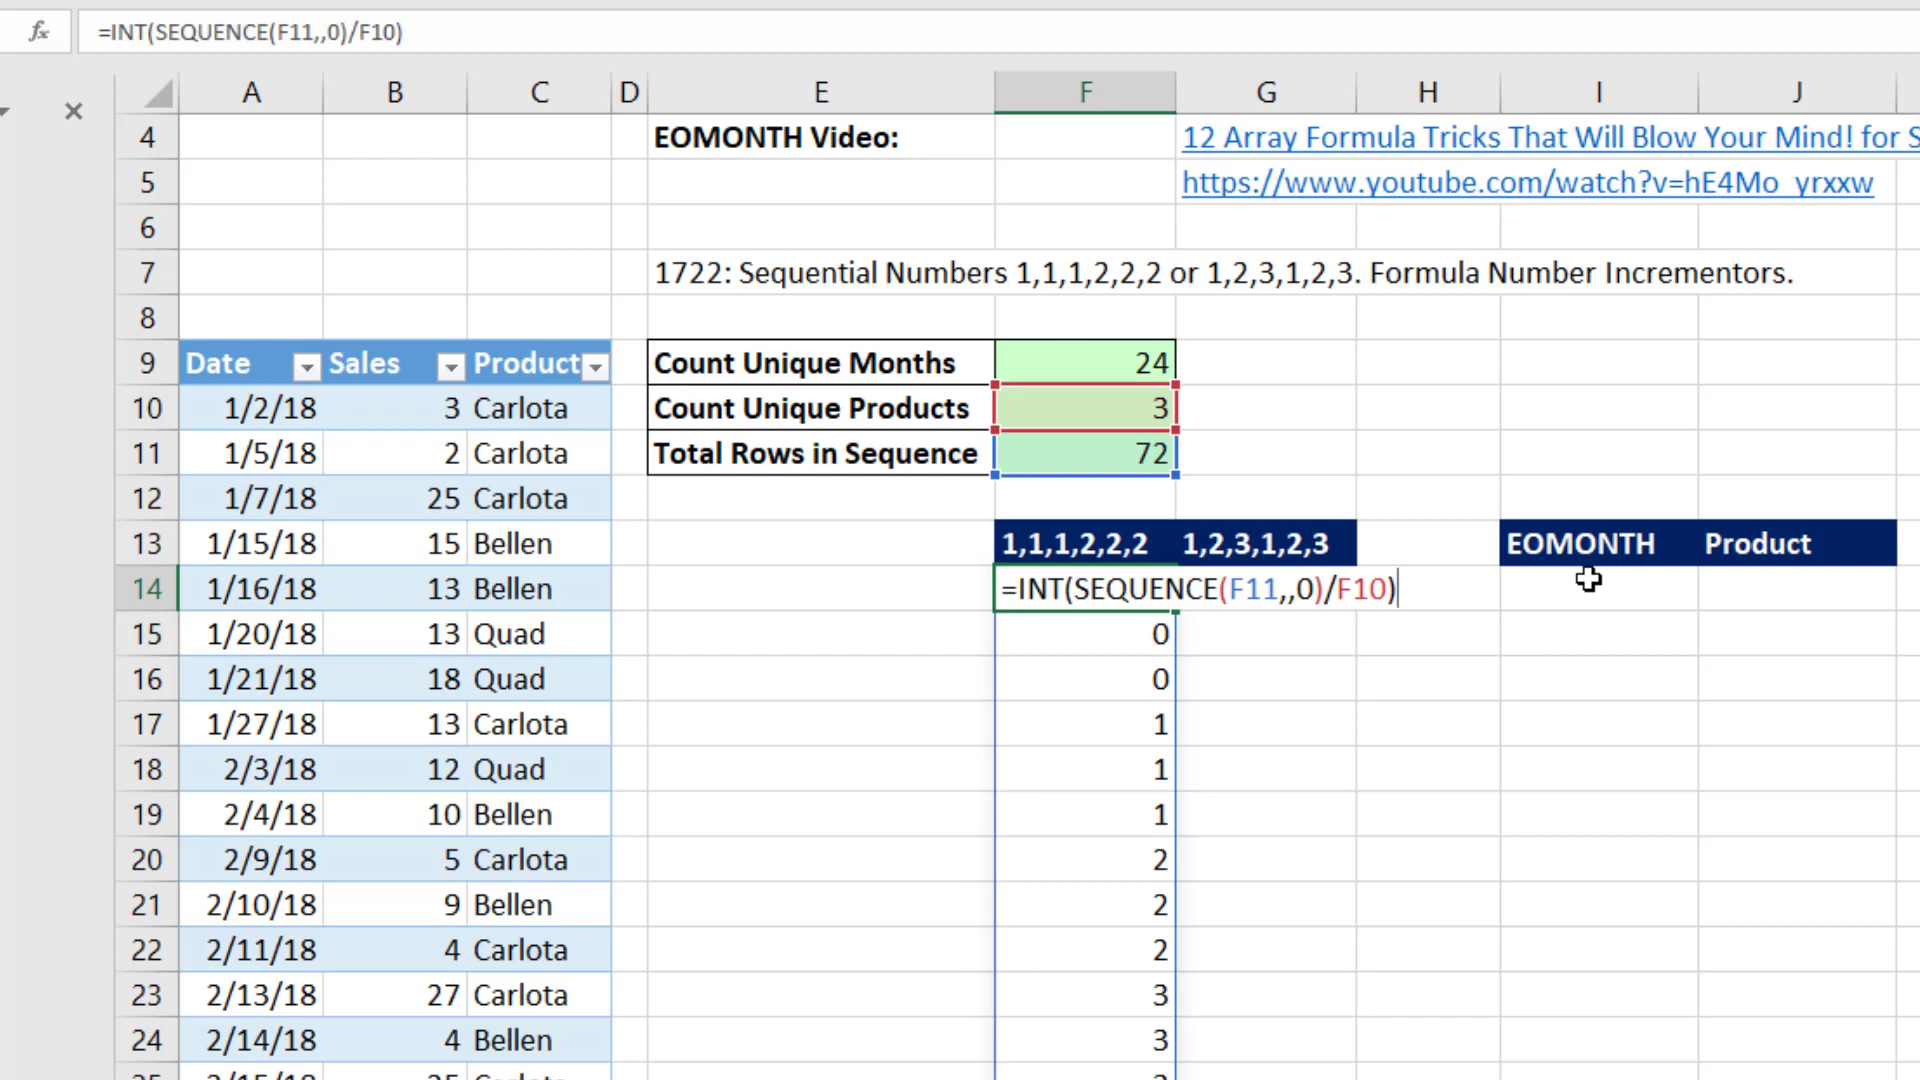 fx =INT(SEQUENCE(F11,,0)/F10)
A B C D E F G H I J
4 EOMONTH Video: 12 Array Formula Tricks That Will Blow Your Mind! for S
5 https://www.youtube.com/watch?v=hE4Mo_yrxxw
6
7 1722: Sequential Numbers 1,1,1,2,2,2 or 1,2,3,1,2,3. Formula Number Incrementors.
8
9 Date Sales Product Count Unique Months 24
10 1/2/18 3 Carlota Count Unique Products 3
11 1/5/18 2 Carlota Total Rows in Sequence 72
12 1/7/18 25 Carlota
13 1/15/18 15 Bellen 1,1,1,2,2,2 1,2,3,1,2,3 EOMONTH Product
14 1/16/18 13 Bellen =INT(SEQUENCE(F11,,0)/F10)
15 1/20/18 13 Quad 0
16 1/21/18 18 Quad 0
17 1/27/18 13 Carlota 1
18 2/3/18 12 Quad 1
19 2/4/18 10 Bellen 1
20 2/9/18 5 Carlota 2
21 2/10/18 9 Bellen 2
22 2/11/18 4 Carlota 2
23 2/13/18 27 Carlota 3
24 2/14/18 4 Bellen 3